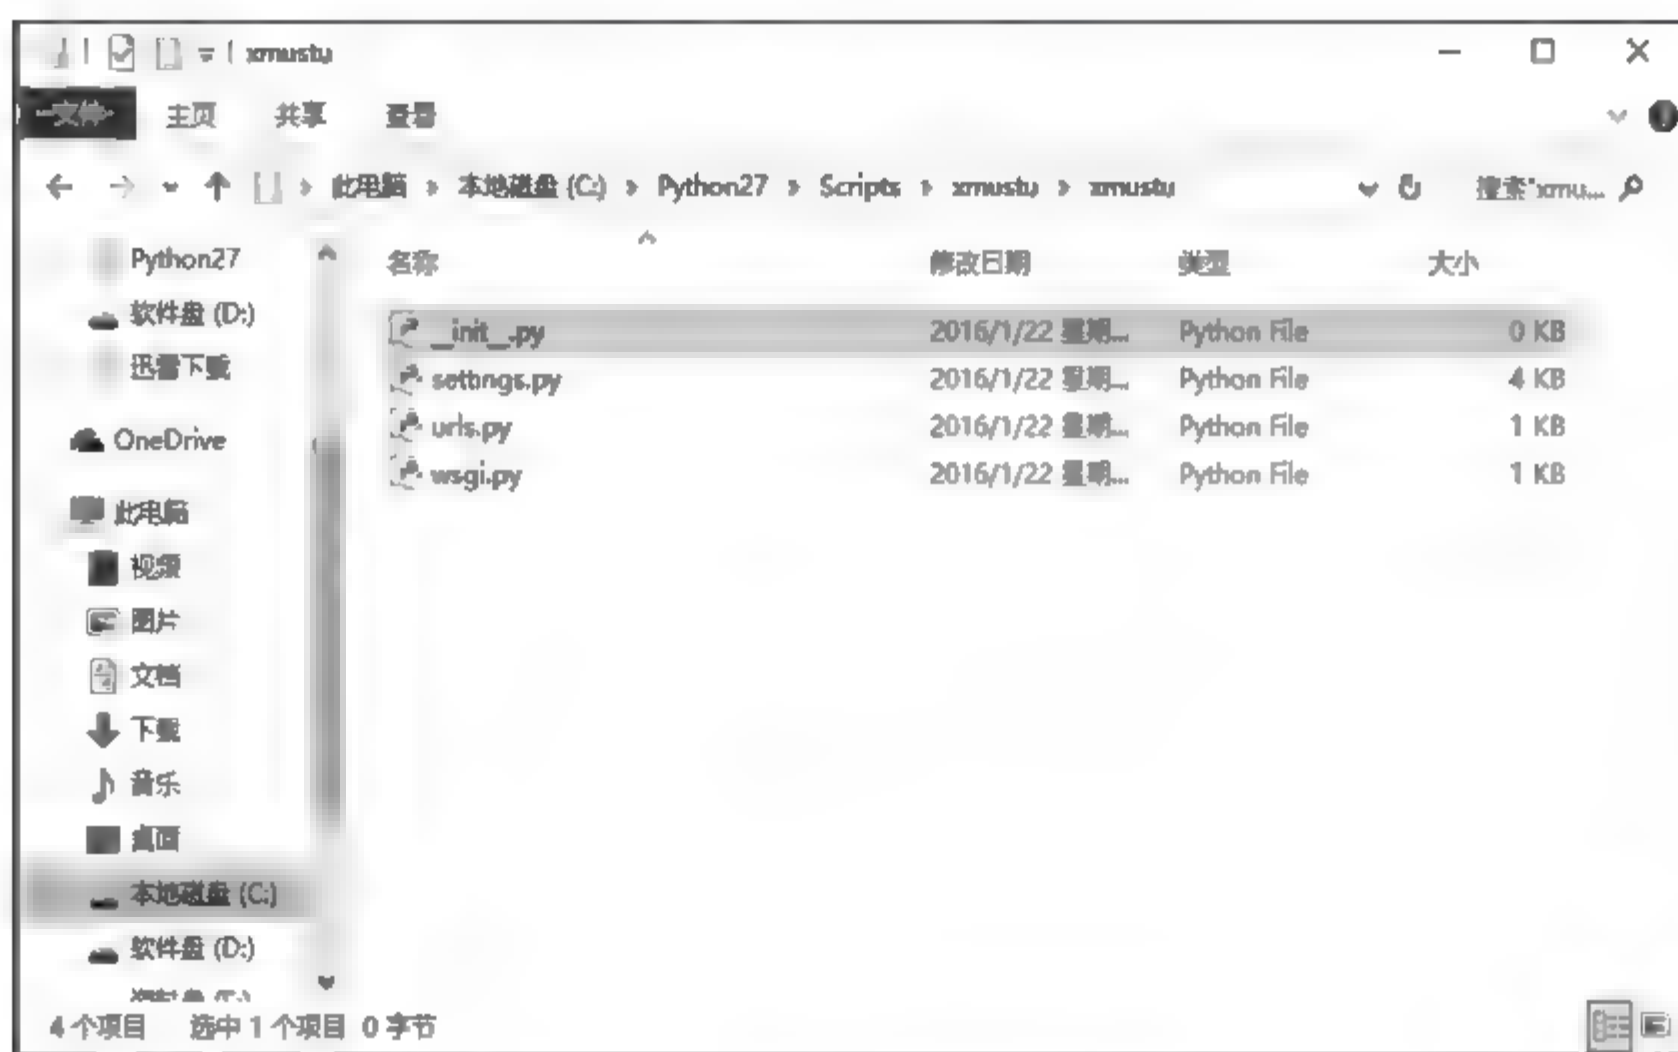 xmustu
文件 主页 共享 查看
此电脑 本地磁盘 (C:) Python27 Scripts xmustu xmustu 搜索"xmu...
名称 修改日期 类型 大小
__init__.py 2016/1/22 星期... Python File 0 KB
settings.py 2016/1/22 星期... Python File 4 KB
urls.py 2016/1/22 星期... Python File 1 KB
wsgi.py 2016/1/22 星期... Python File 1 KB
Python27
软件盘 (D:)
迅雷下载
OneDrive
此电脑
视频
图片
文档
下载
音乐
桌面
本地磁盘 (C:)
软件盘 (D:)
4 个项目 选中 1 个项目 0 字节